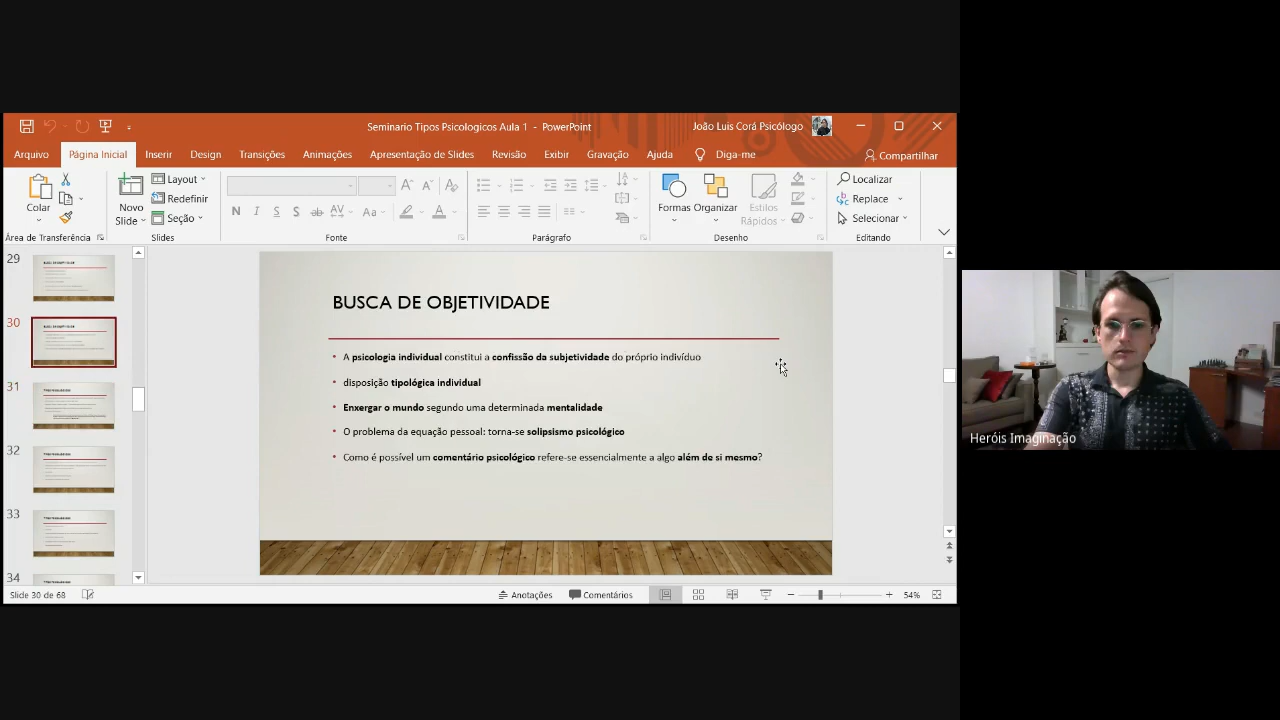 Seminario Tipos Psicologicos Aula 1 - PowerPoint
João Luis Corá Psicólogo
Arquivo
Página Inicial
Inserir
Design
Transições
Animações
Apresentação de Slides
Revisão
Exibir
Gravação
Ajuda
Diga-me
Compartilhar
Colar
Novo
Slide
Layout
Redefinir
Seção
N I S S ab AV Aa A
Formas
Organizar
Estilos
Rápidos
Localizar
Replace
Selecionar
Área de Transferência
Slides
Fonte
Parágrafo
Desenho
Editando
29
30
31
32
33
34
BUSCA DE OBJETIVIDADE
• A psicologia individual constitui a confissão da subjetividade do próprio indivíduo
• disposição tipológica individual
• Enxergar o mundo segundo uma determinada mentalidade
• O problema da equação pessoal: torna-se solipsismo psicológico
• Como é possível um comentário psicológico refere-se essencialmente a algo além de si mesmo?
Heróis Imaginação
Slide 30 de 68
Anotações
Comentários
54%